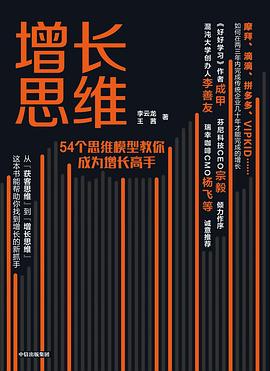 增长
思维
李云龙
王茜 著
54个思维模型教你
成为增长高手
摩拜、滴滴、拼多多、VIPKID……
如何在两三年内完成传统企业几十年才能完成的增长
《好好学习》作者成甲
芬尼科技CEO宗毅 倾力作序
混沌大学创办人李善友
瑞幸咖啡CMO杨飞等 诚意推荐
从“获客思维”到“增长思维”
这本书能帮助你找到增长的新抓手
中信出版集团